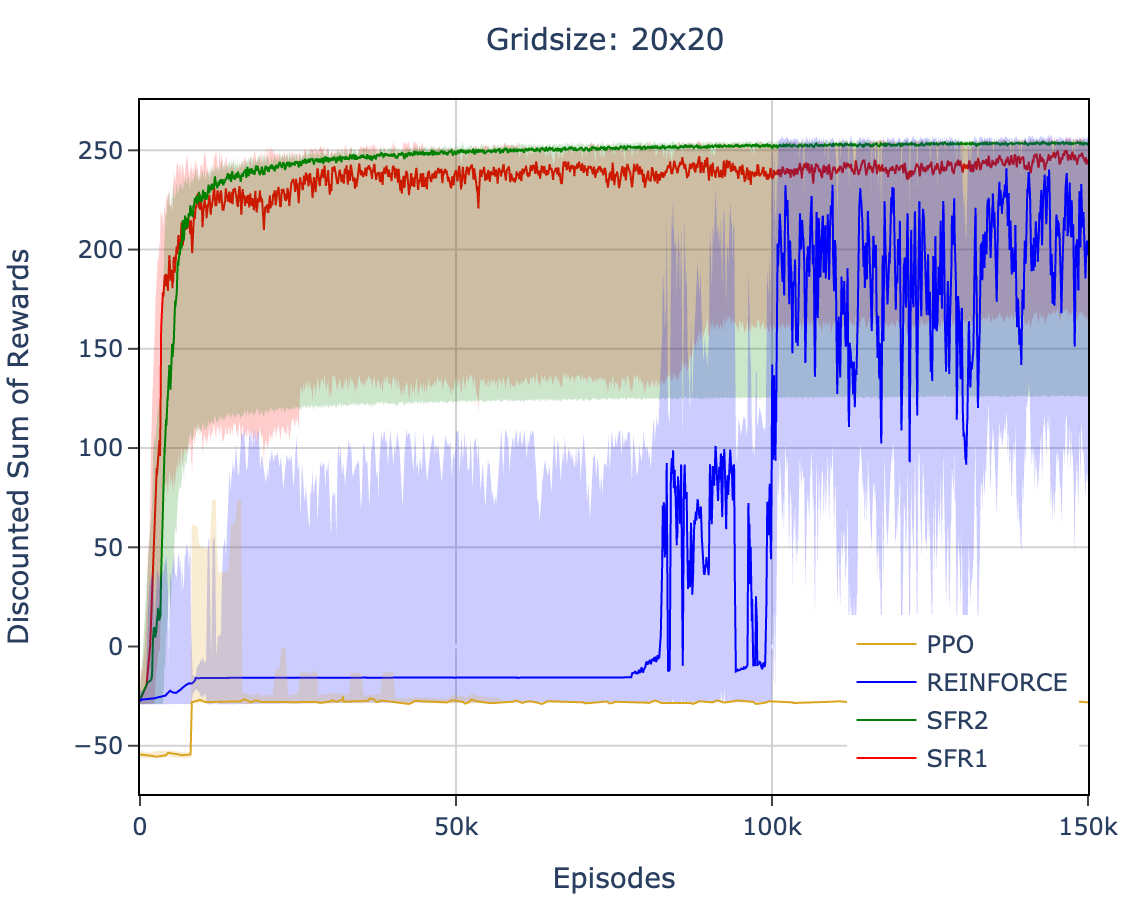 Gridsize: 20x20
Discounted Sum of Rewards
250
200
150
100
50
0
−50
PPO
REINFORCE
SFR2
SFR1
0
50k
100k
150k
Episodes